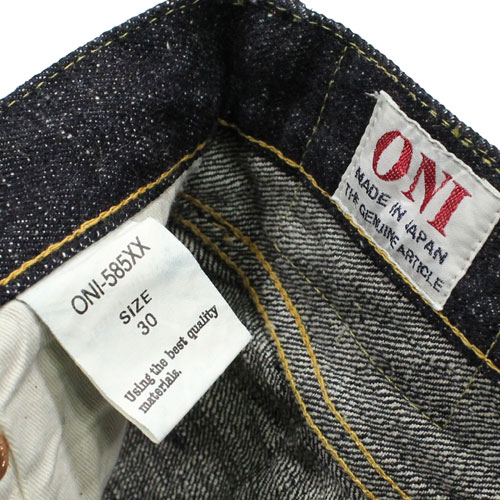 ONI
MADE IN JAPAN
THE GENUINE ARTICLE
ONI-585XX
SIZE
30
Using the best quality
materials.